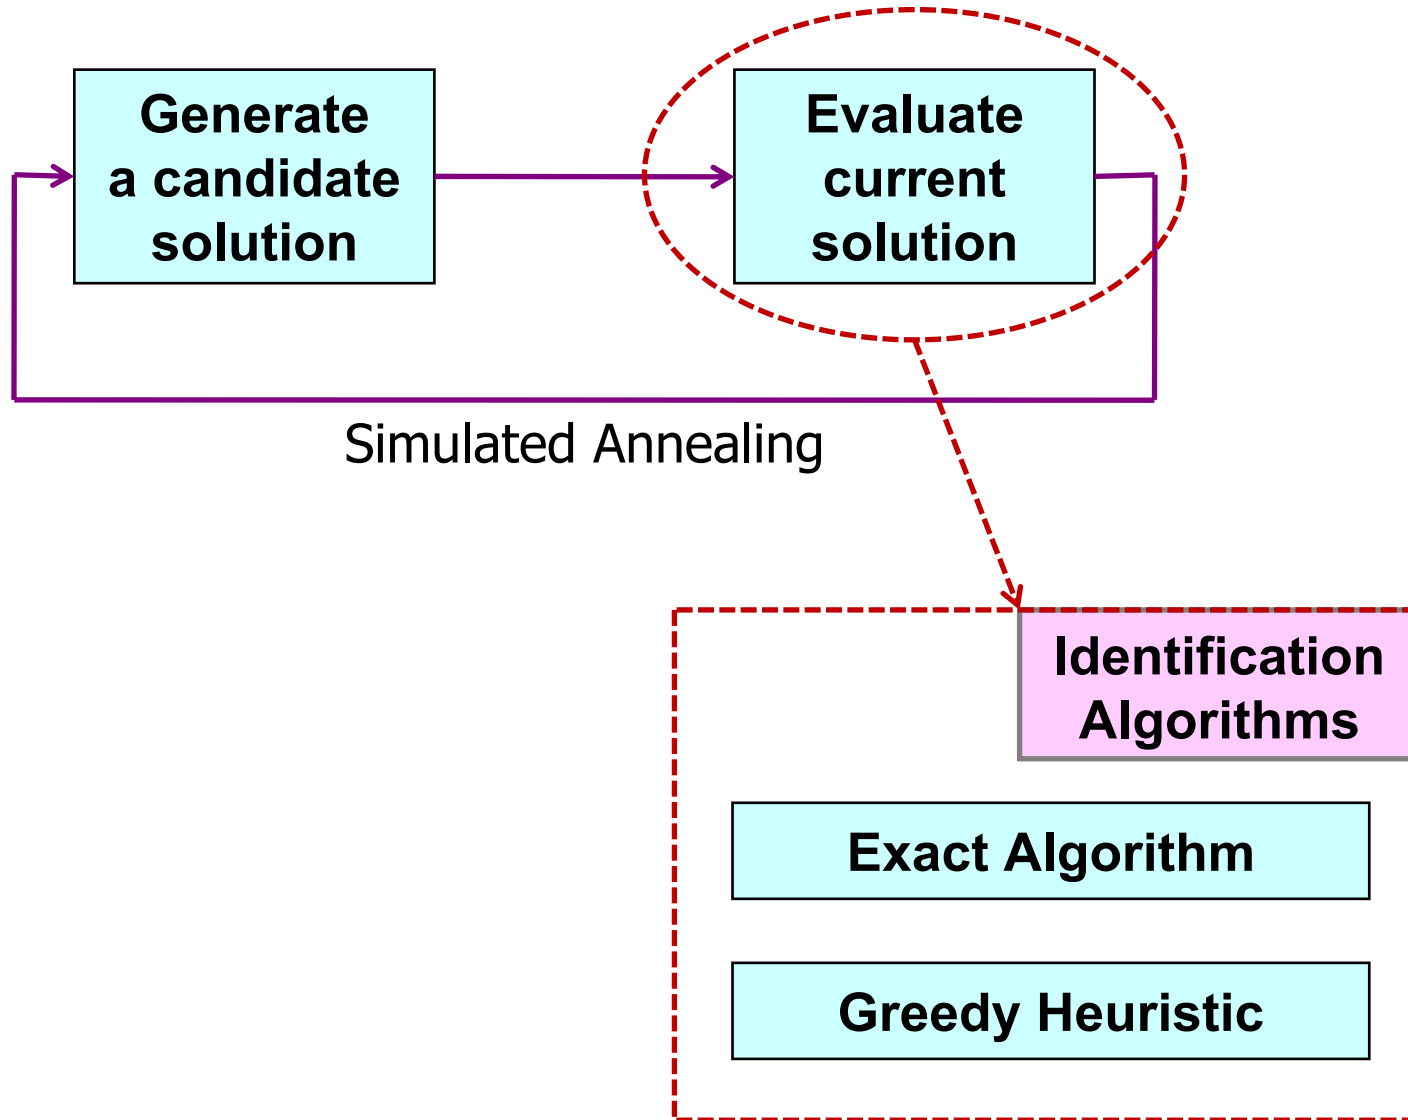 Generate
a candidate
solution
Evaluate
current
solution
Simulated Annealing
Identification
Algorithms
Exact Algorithm
Greedy Heuristic